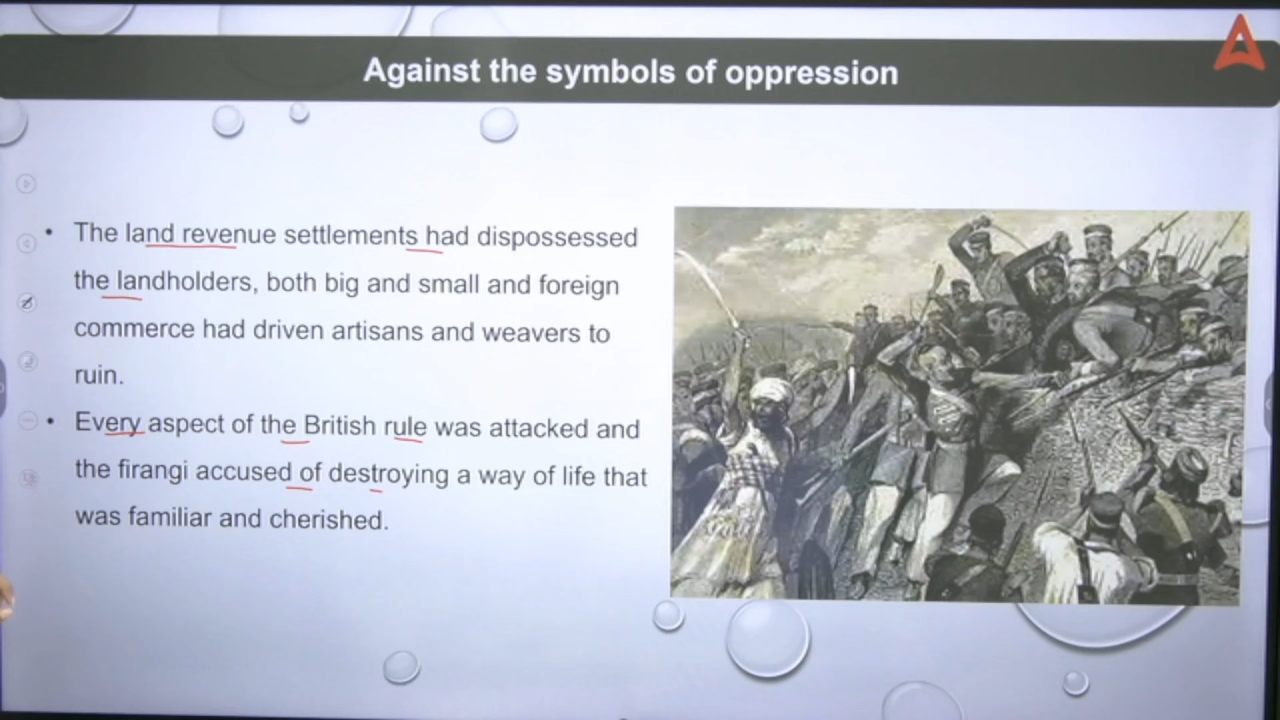 Against the symbols of oppression
• The land revenue settlements had dispossessed
the landholders, both big and small and foreign
commerce had driven artisans and weavers to
ruin.
• Every aspect of the British rule was attacked and
the firangi accused of destroying a way of life that
was familiar and cherished.